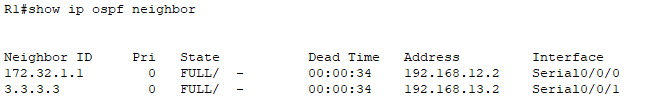 R1#show ip ospf neighbor
Neighbor ID Pri State Dead Time Address Interface
172.32.1.1 0 FULL/ - 00:00:34 192.168.12.2 Serial0/0/0
3.3.3.3 0 FULL/ - 00:00:34 192.168.13.2 Serial0/0/1